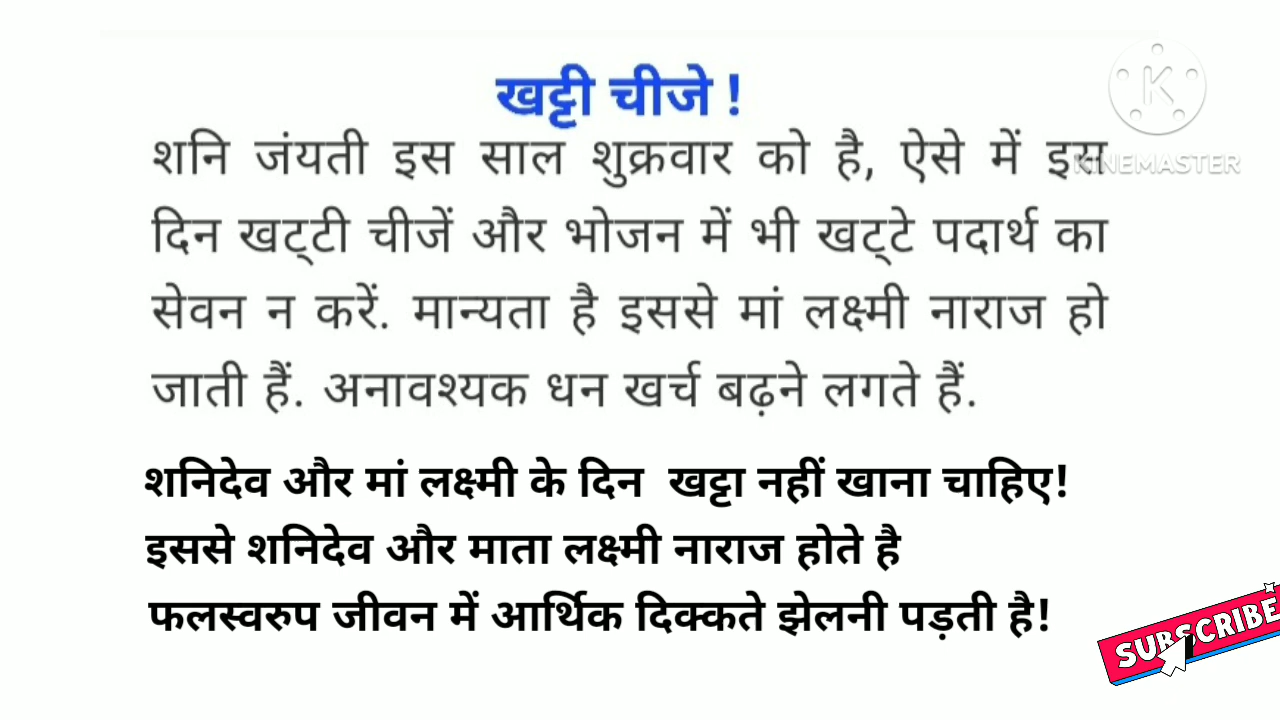 खट्टी चीजे !
शनि जंयती इस साल शुक्रवार को है, ऐसे में इस
दिन खट्‌टी चीजें और भोजन में भी खट्‌टे पदार्थ का
सेवन न करें. मान्यता है इससे मां लक्ष्मी नाराज हो
जाती हैं. अनावश्यक धन खर्च बढ़ने लगते हैं.
शनिदेव और मां लक्ष्मी के दिन खट्टा नहीं खाना चाहिए!
इससे शनिदेव और माता लक्ष्मी नाराज होते है
फलस्वरुप जीवन में आर्थिक दिक्कते झेलनी पड़ती है!
K
KINEMASTER
SUBSCRIBE